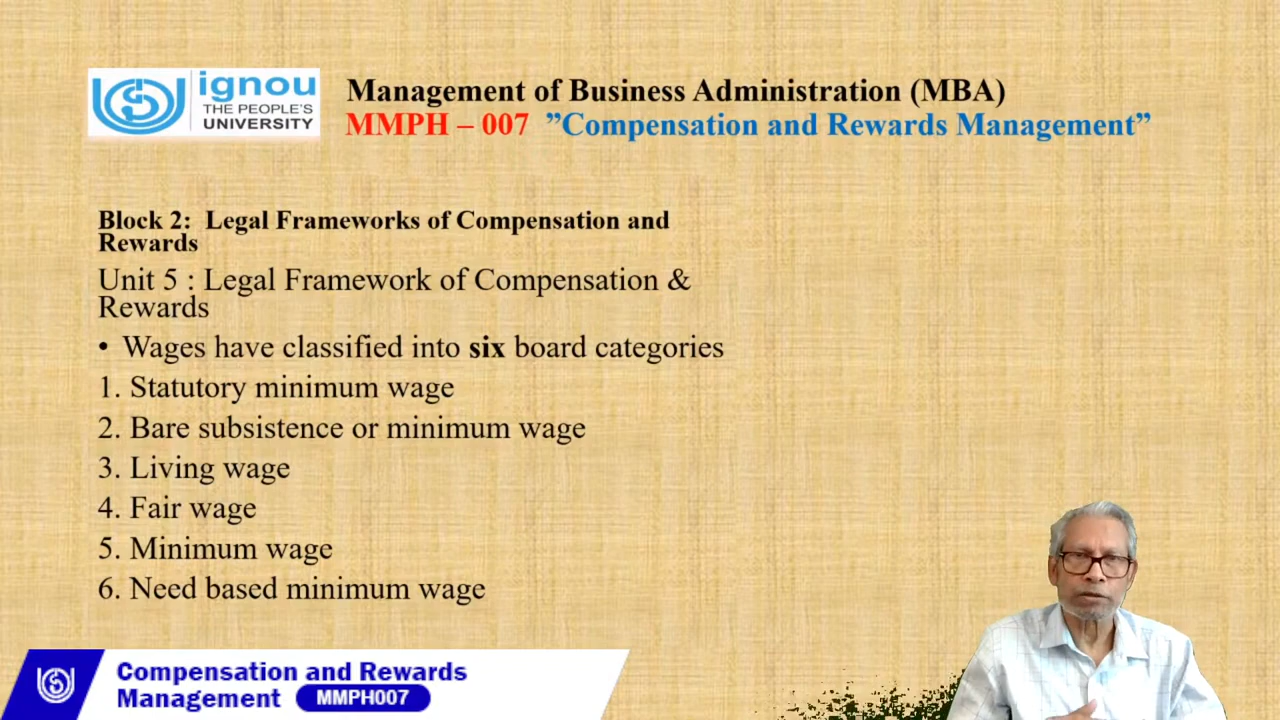 ignou
THE PEOPLE'S
UNIVERSITY
Management of Business Administration (MBA)
MMPH – 007 ”Compensation and Rewards Management”
Block 2: Legal Frameworks of Compensation and
Rewards
Unit 5 : Legal Framework of Compensation &
Rewards
• Wages have classified into six board categories
1. Statutory minimum wage
2. Bare subsistence or minimum wage
3. Living wage
4. Fair wage
5. Minimum wage
6. Need based minimum wage
Compensation and Rewards
Management MMPH007